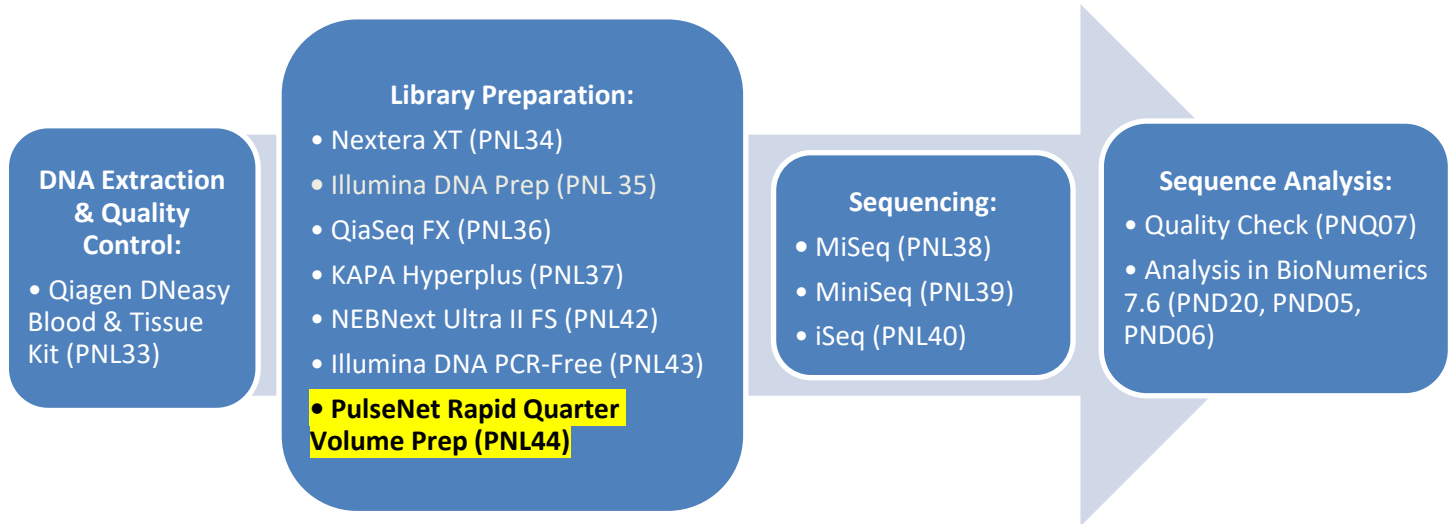 DNA Extraction
& Quality
Control:
• Qiagen DNeasy
Blood & Tissue
Kit (PNL33)
Library Preparation:
• Nextera XT (PNL34)
• Illumina DNA Prep (PNL 35)
• QiaSeq FX (PNL36)
• KAPA Hyperplus (PNL37)
• NEBNext Ultra II FS (PNL42)
• Illumina DNA PCR-Free (PNL43)
• PulseNet Rapid Quarter
Volume Prep (PNL44)
Sequencing:
• MiSeq (PNL38)
• MiniSeq (PNL39)
• iSeq (PNL40)
Sequence Analysis:
• Quality Check (PNQ07)
• Analysis in BioNumerics
7.6 (PND20, PND05,
PND06)